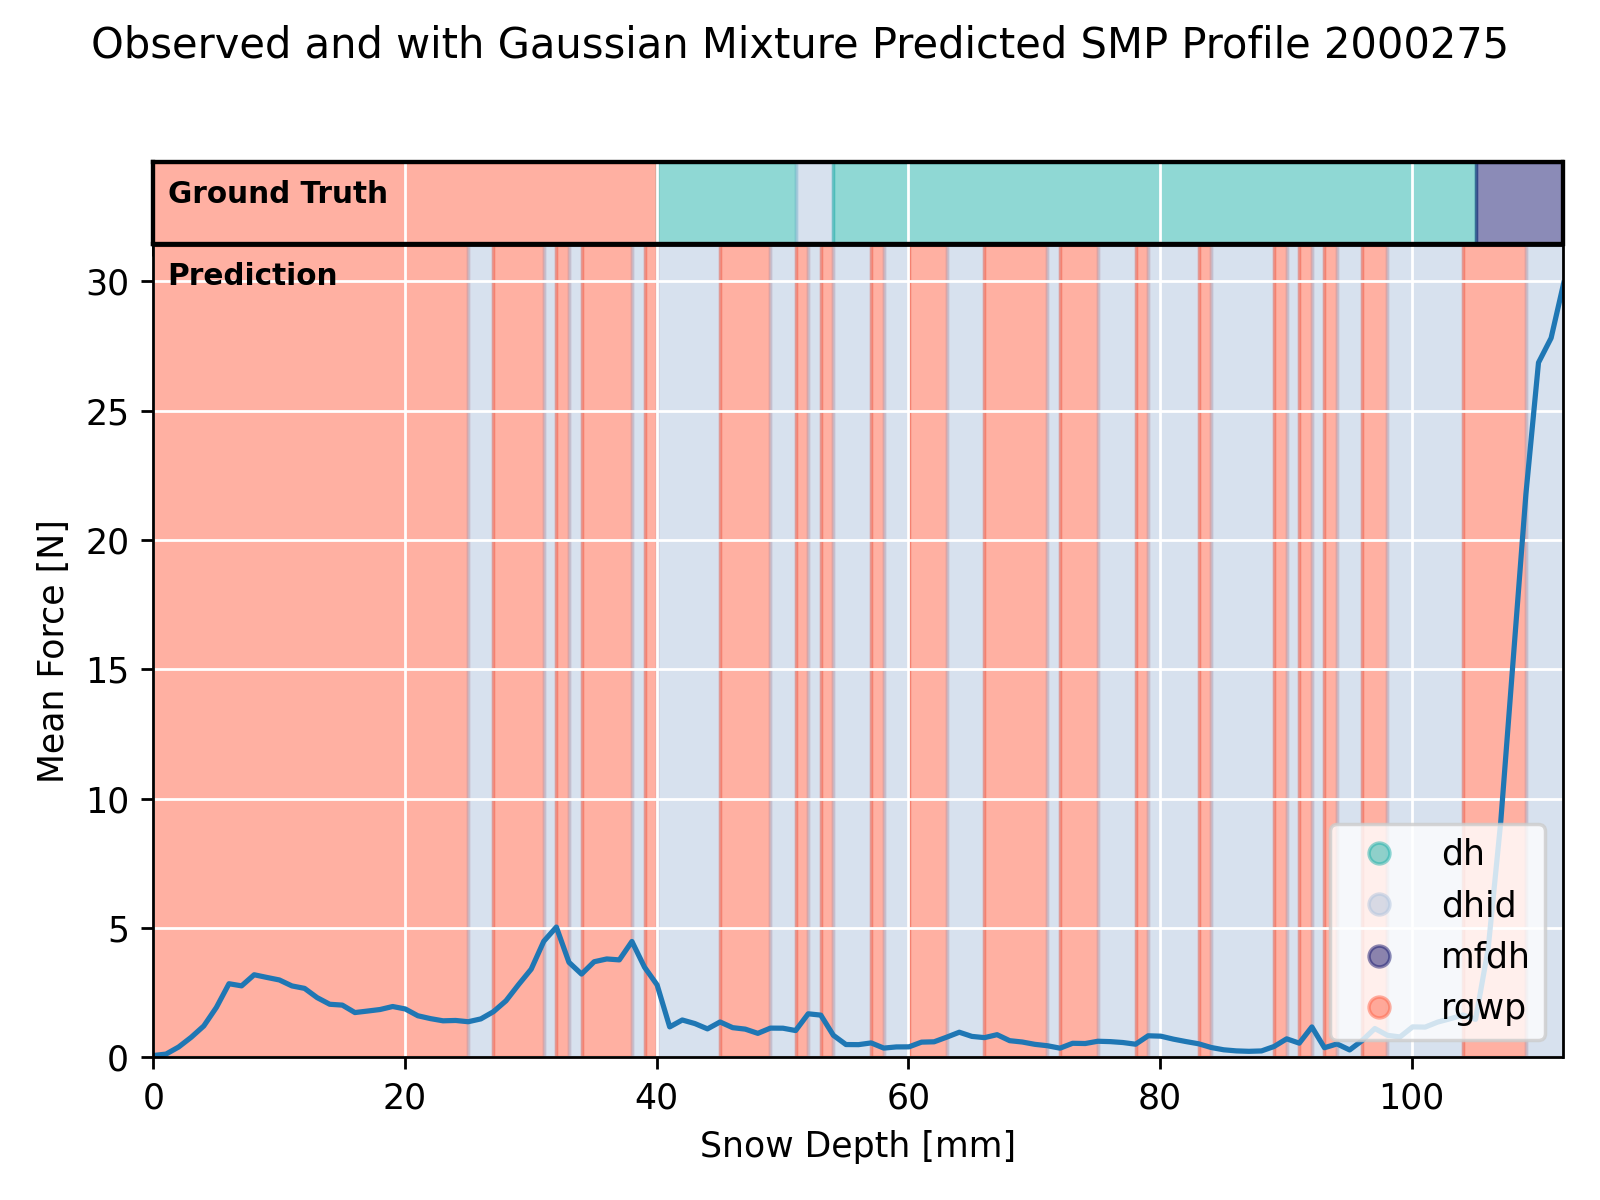 Observed and with Gaussian Mixture Predicted SMP Profile 2000275
Ground Truth
Prediction
30
25
20
15
10
5
0
Mean Force [N]
dh
dhid
mfdh
rgwp
0 20 40 60 80 100
Snow Depth [mm]